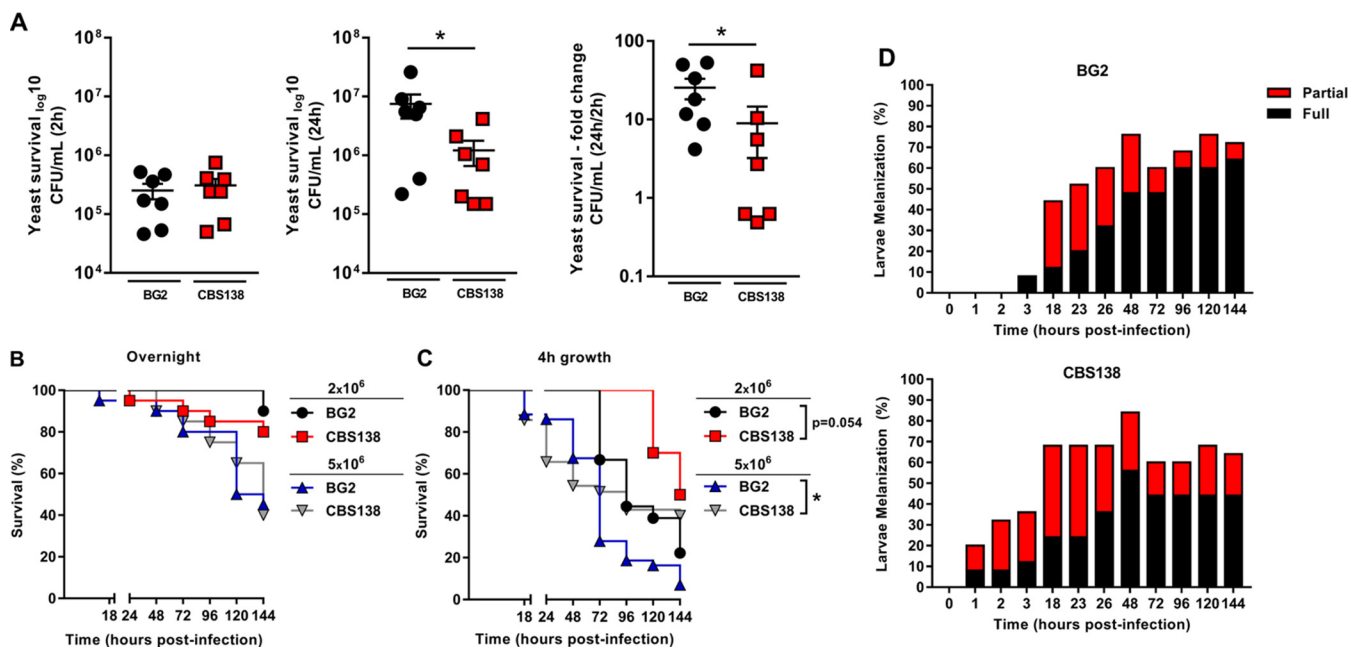 A
Yeast survival log10
CFU/mL (2h)
10^8
10^7
10^6
10^5
10^4
BG2
CBS138
Yeast survival log10
CFU/mL (24h)
10^8
10^7
10^6
10^5
10^4
*
BG2
CBS138
Yeast survival - fold change
CFU/mL (24h/2h)
100
10
1
0.1
*
BG2
CBS138
B
Overnight
Survival (%)
100
80
60
40
20
0
18 24 48 72 96 120 144
Time (hours post-infection)
2x10^6
BG2
CBS138
5x10^6
BG2
CBS138
C
4h growth
Survival (%)
100
80
60
40
20
0
18 24 48 72 96 120 144
Time (hours post-infection)
2x10^6
BG2
CBS138
p=0.054
5x10^6
BG2
CBS138
*
D
BG2
Partial
Full
Larvae Melanization (%)
100
90
80
70
60
50
40
30
20
10
0
0 1 2 3 18 23 26 48 72 96 120 144
Time (hours post-infection)
CBS138
Larvae Melanization (%)
100
90
80
70
60
50
40
30
20
10
0
0 1 2 3 18 23 26 48 72 96 120 144
Time (hours post-infection)